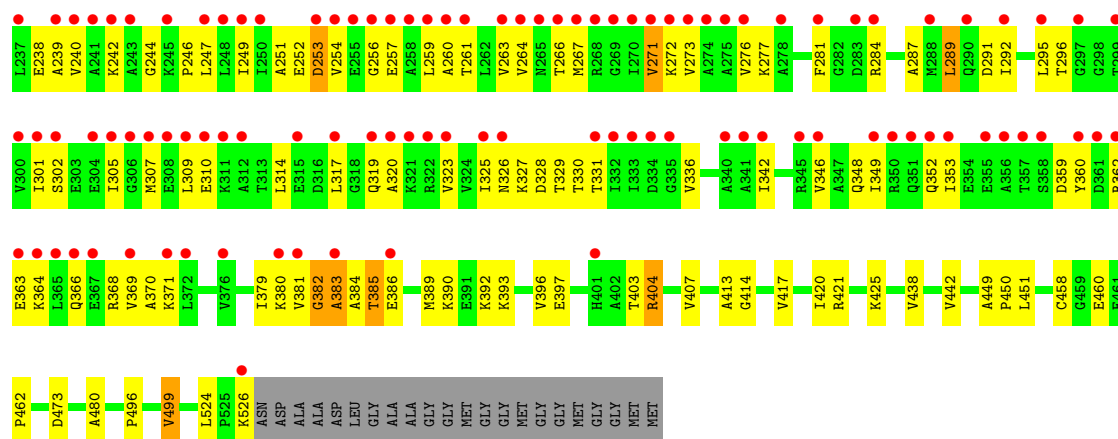 L237 E238 A239 V240 A241 K242 A243 G244 K245 P246 L247 L248 I249 I250 A251 E252 D253 V254 E255 G256 E257 A258 L259 A260 T261 L262 V263 V264 N265 T266 M267 R268 G269 I270 V271 K272 V273 A274 A275 V276 K277 A278 F281 G282 D283 R284 A287 M288 L289 Q290 D291 I292 L295 T296 G297 G298 T299
V300 I301 S302 E303 E304 I305 G306 M307 E308 L309 E310 K311 A312 T313 L314 E315 D316 L317 G318 Q319 A320 K321 R322 V323 V324 I325 N326 K327 D328 T329 T330 T331 I332 I333 D334 G335 V336 A340 A341 I342 R345 V346 A347 Q348 I349 R350 Q351 Q352 I353 E354 E355 A356 T357 S358 D359 Y360 D361 R362
E363 K364 L365 Q366 E367 R368 V369 A370 K371 L372 V376 I379 K380 V381 G382 A383 A384 T385 E386 M389 K390 E391 K392 K393 V396 E397 H401 A402 T403 R404 V407 A413 G414 V417 I420 R421 K425 V438 V442 A449 P450 L451 C458 G459 E460 E461
P462 D473 A480 P496 V499 L524 P525 K526 ASN ASP ALA ALA ASP LEU GLY ALA ALA GLY GLY MET GLY GLY MET GLY GLY MET GLY GLY MET MET